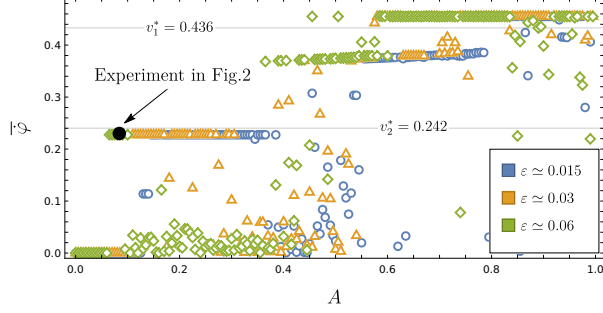 v₁* = 0.436
Experiment in Fig.2
v₂* = 0.242
ε ≃ 0.015
ε ≃ 0.03
ε ≃ 0.06
0.4
0.3
0.2
0.1
0.0
0.0 0.2 0.4 0.6 0.8 1.0
φ̇̄
A